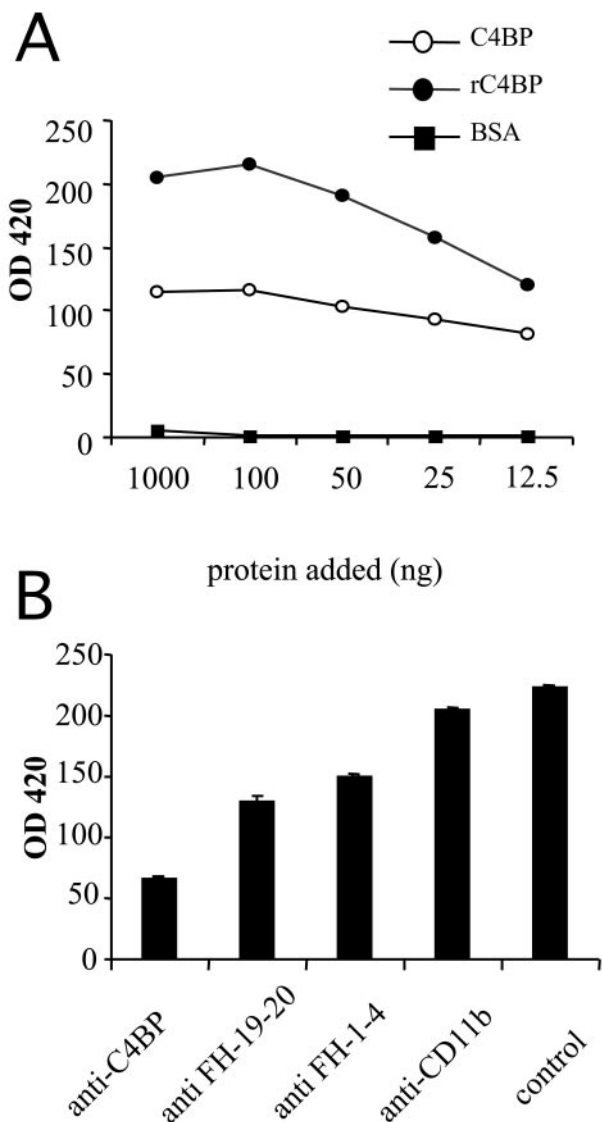 A
C4BP
rC4BP
BSA
250
200
150
100
50
0
OD 420
1000 100 50 25 12.5
protein added (ng)
B
250
200
150
100
50
0
OD 420
anti-C4BP
anti FH-19-20
anti FH-1-4
anti-CD11b
control